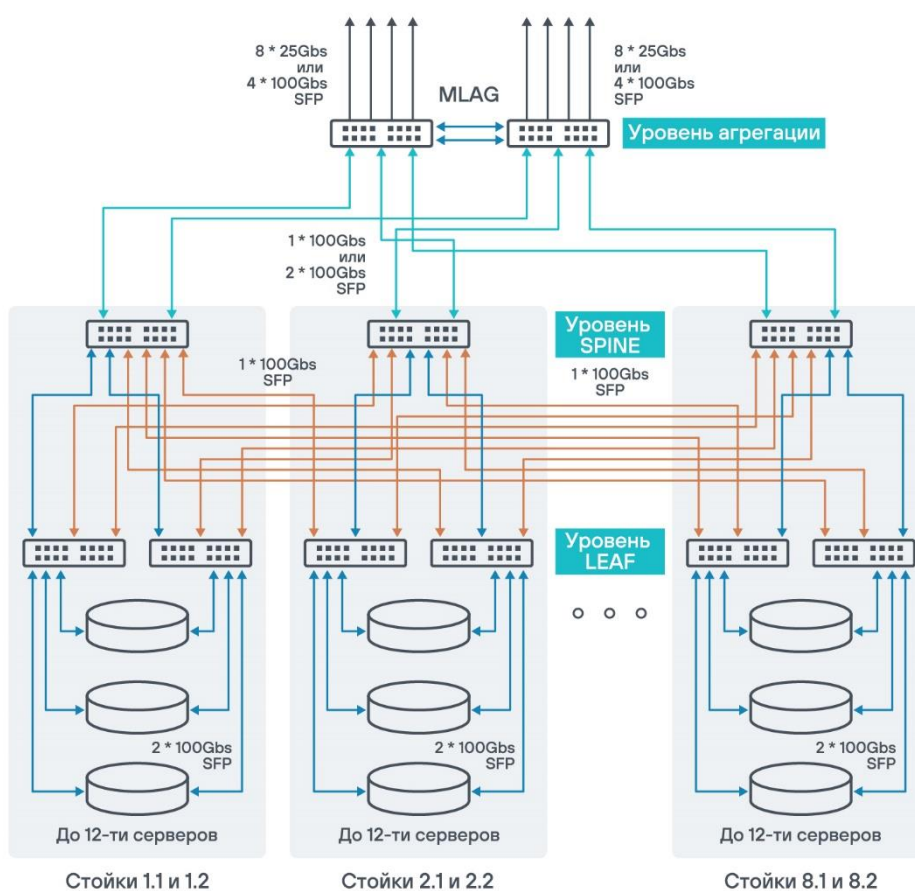 8 * 25Gbs
или
4 * 100Gbs
SFP
MLAG
8 * 25Gbs
или
4 * 100Gbs
SFP
Уровень агрегации
1 * 100Gbs
или
2 * 100Gbs
SFP
Уровень
SPINE
1 * 100Gbs
SFP
1 * 100Gbs
SFP
Уровень
LEAF
2 * 100Gbs
SFP
2 * 100Gbs
SFP
2 * 100Gbs
SFP
До 12-ти серверов
До 12-ти серверов
До 12-ти серверов
Стойки 1.1 и 1.2
Стойки 2.1 и 2.2
Стойки 8.1 и 8.2